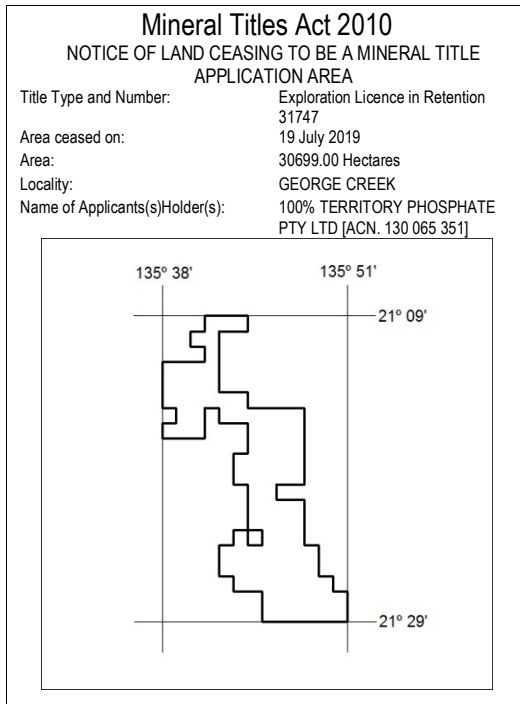 Mineral Titles Act 2010
NOTICE OF LAND CEASING TO BE A MINERAL TITLE
APPLICATION AREA
Title Type and Number: Exploration Licence in Retention
31747
Area ceased on: 19 July 2019
Area: 30699.00 Hectares
Locality: GEORGE CREEK
Name of Applicants(s)Holder(s): 100% TERRITORY PHOSPHATE
PTY LTD [ACN. 130 065 351]
135° 38' 135° 51'
21° 09'
21° 29'